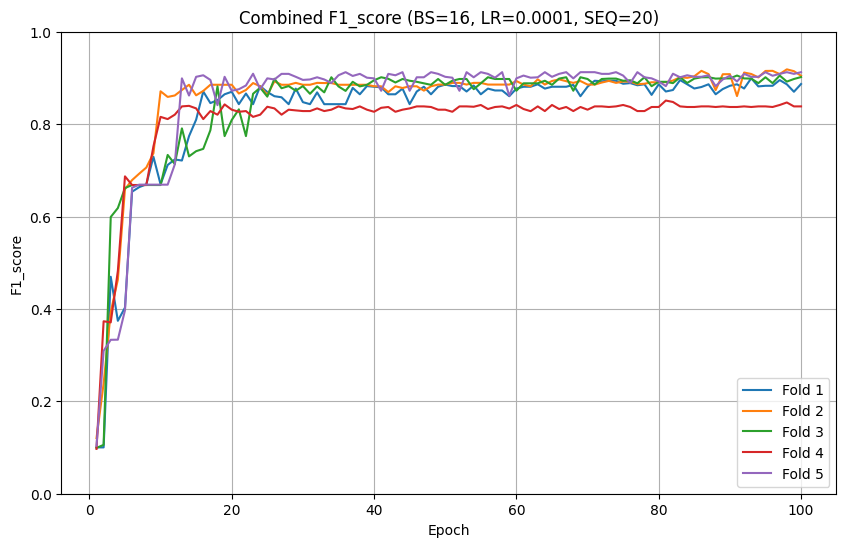 Combined F1_score (BS=16, LR=0.0001, SEQ=20)
1.0
0.8
0.6
0.4
0.2
0.0
F1_score
0 20 40 60 80 100
Epoch
Fold 1
Fold 2
Fold 3
Fold 4
Fold 5